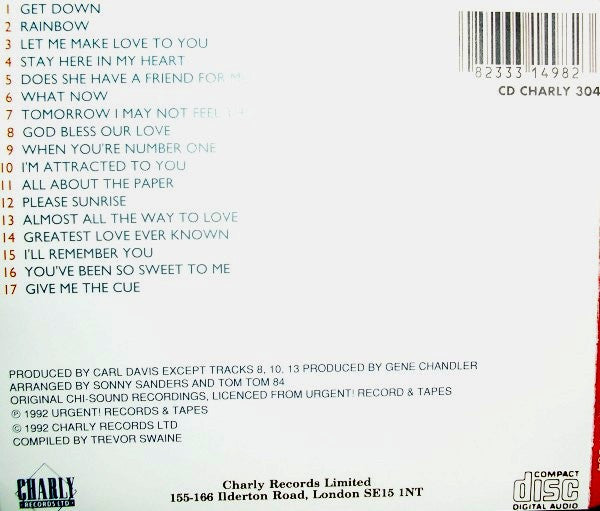 1 GET DOWN
2 RAINBOW
3 LET ME MAKE LOVE TO YOU
4 STAY HERE IN MY HEART
5 DOES SHE HAVE A FRIEND FOR
6 WHAT NOW
7 TOMORROW I MAY NOT FEEL
8 GOD BLESS OUR LOVE
9 WHEN YOU'RE NUMBER ONE
10 I'M ATTRACTED TO YOU
11 ALL ABOUT THE PAPER
12 PLEASE SUNRISE
13 ALMOST ALL THE WAY TO LOVE
14 GREATEST LOVE EVER KNOWN
15 I'LL REMEMBER YOU
16 YOU'VE BEEN SO SWEET TO ME
17 GIVE ME THE CUE
82333 14982
CD CHARLY 304
PRODUCED BY CARL DAVIS EXCEPT TRACKS 8, 10, 13 PRODUCED BY GENE CHANDLER
ARRANGED BY SONNY SANDERS AND TOM TOM 84
ORIGINAL CHI-SOUND RECORDINGS, LICENCED FROM URGENT! RECORD & TAPES
℗ 1992 URGENT! RECORDS & TAPES
© 1992 CHARLY RECORDS LTD
COMPILED BY TREVOR SWAINE
CHARLY
RECORDS LTD
Charly Records Limited
155-166 Ilderton Road, London SE15 1NT
COMPACT
disc
DIGITAL AUDIO